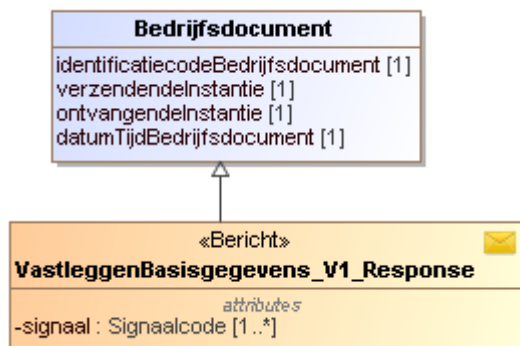 Bedrijfsdocument
identificatiecodeBedrijfsdocument [1]
verzendendeInstantie [1]
ontvangendeInstantie [1]
datumTijdBedrijfsdocument [1]
«Bericht»
VastleggenBasisgegevens_V1_Response
attributes
-signaal : Signaalcode [1..*]